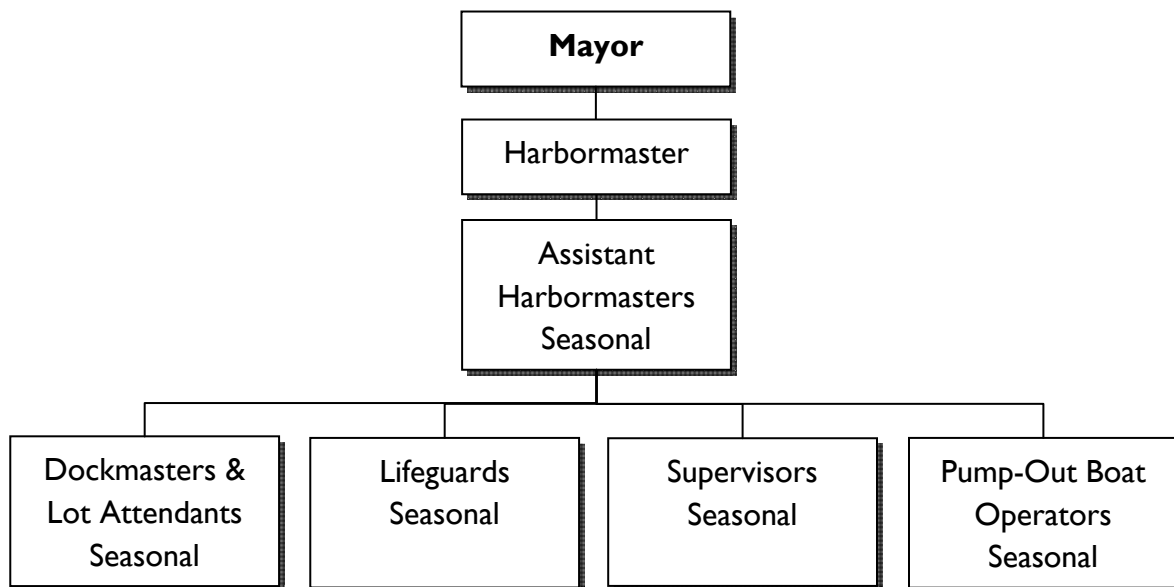 Mayor
Harbormaster
Assistant
Harbormasters
Seasonal
Dockmasters &
Lot Attendants
Seasonal
Lifeguards
Seasonal
Supervisors
Seasonal
Pump-Out Boat
Operators
Seasonal